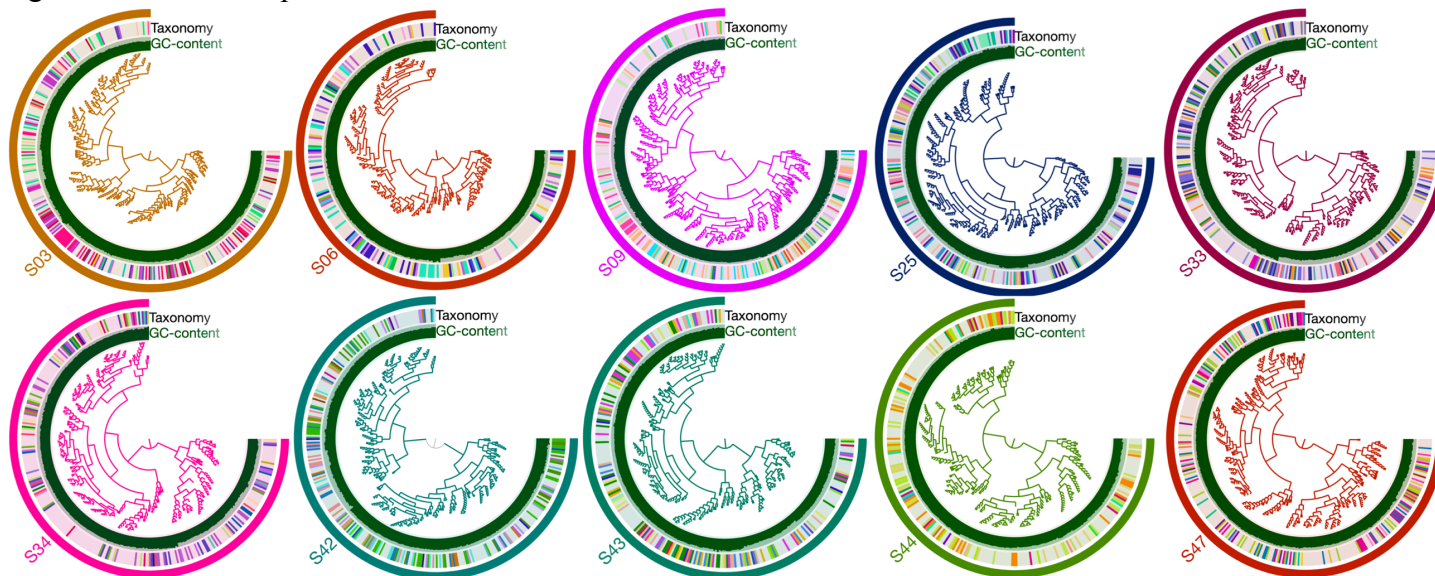 Taxonomy
GC-content
S03
Taxonomy
GC-content
S06
Taxonomy
GC-content
S09
Taxonomy
GC-content
S25
Taxonomy
GC-content
S33
Taxonomy
GC-content
S34
Taxonomy
GC-content
S42
Taxonomy
GC-content
S43
Taxonomy
GC-content
S44
Taxonomy
GC-content
S47